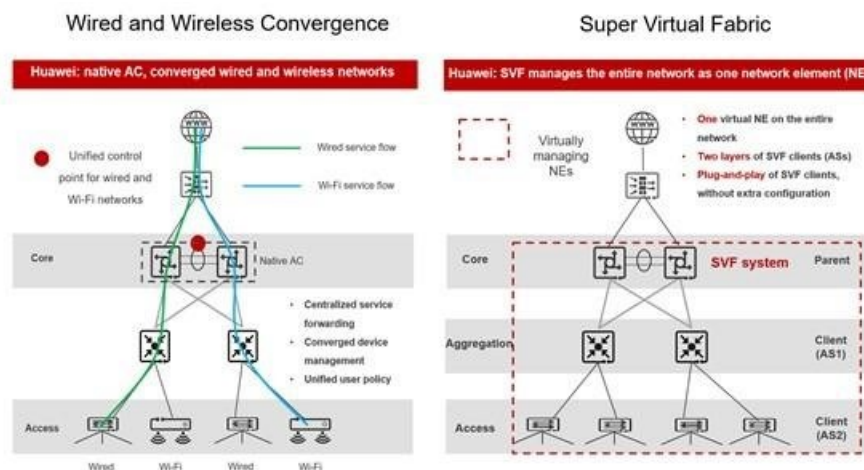 Wired and Wireless Convergence
Huawei: native AC, converged wired and wireless networks
WWW
Unified control
point for wired and
Wi-Fi networks
Wired service flow
Wi-Fi service flow
Core
Native AC
• Centralized service
forwarding
• Converged device
management
• Unified user policy
Access
Wired
Wi-Fi
Wired
Wi-Fi
Super Virtual Fabric
Huawei: SVF manages the entire network as one network element (NE
Virtually
managing
NEs
WWW
• One virtual NE on the entire
network
• Two layers of SVF clients (ASs)
• Plug-and-play of SVF clients,
without extra configuration
Core
SVF system
Parent
Aggregation
Client
(AS1)
Access
Client
(AS2)